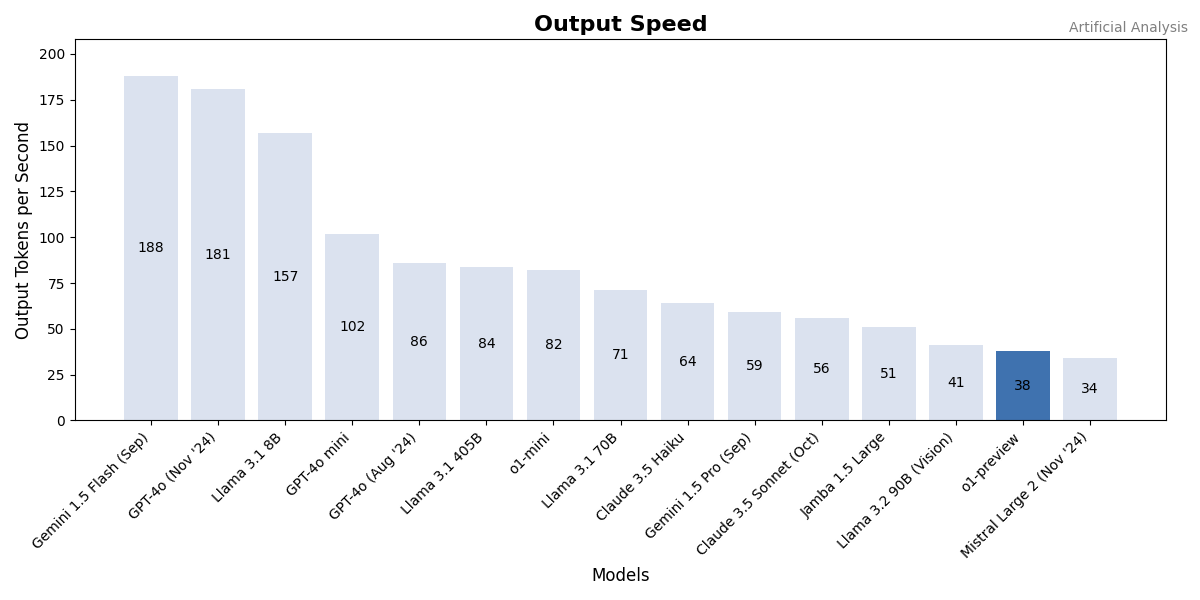 Output Speed
Artificial Analysis
Output Tokens per Second
200
175
150
125
100
75
50
25
0
188
181
157
102
86
84
82
71
64
59
56
51
41
38
34
Gemini 1.5 Flash (Sep)
GPT-4o (Nov '24)
Llama 3.1 8B
GPT-4o mini
GPT-4o (Aug '24)
Llama 3.1 405B
o1-mini
Llama 3.1 70B
Claude 3.5 Haiku
Gemini 1.5 Pro (Sep)
Claude 3.5 Sonnet (Oct)
Jamba 1.5 Large
Llama 3.2 90B (Vision)
o1-preview
Mistral Large 2 (Nov '24)
Models